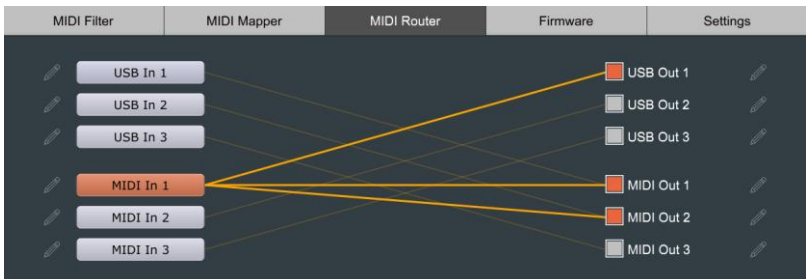 MIDI Filter MIDI Mapper MIDI Router Firmware Settings
USB In 1 USB Out 1
USB In 2 USB Out 2
USB In 3 USB Out 3
MIDI In 1 MIDI Out 1
MIDI In 2 MIDI Out 2
MIDI In 3 MIDI Out 3